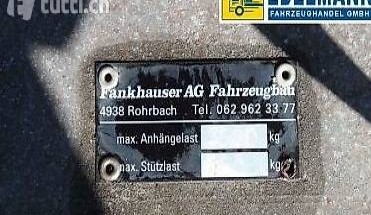 tutti.ch
FAHRZEUGHANDEL GMBH
Fankhauser AG Fahrzeugbau
4938 Rohrbach Tel. 062 962 33 77
max. Anhängelast kg
max. Stützlast kg